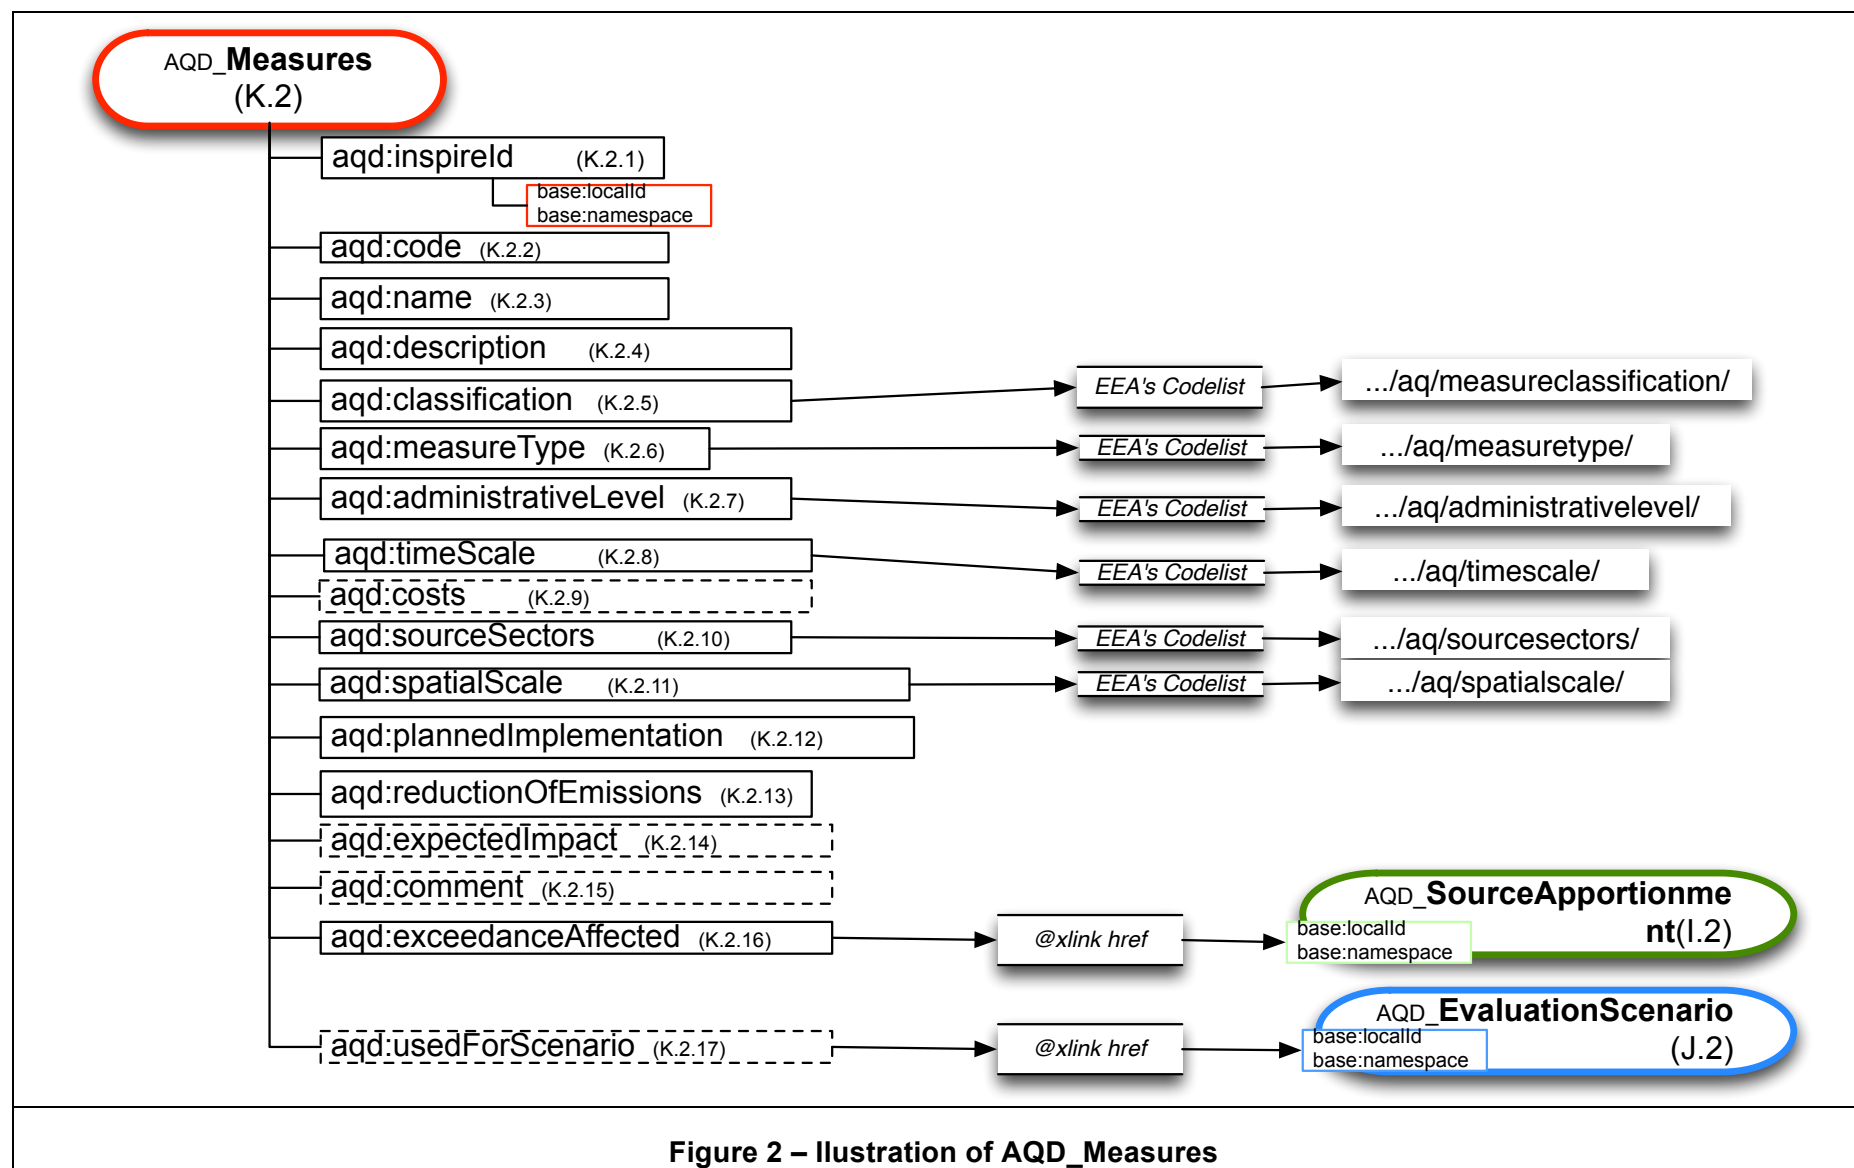 AQD_Measures
(K.2)
aqd:inspireId (K.2.1)
base:localId
base:namespace
aqd:code (K.2.2)
aqd:name (K.2.3)
aqd:description (K.2.4)
aqd:classification (K.2.5) EEA's Codelist .../aq/measureclassification/
aqd:measureType (K.2.6) EEA's Codelist .../aq/measuretype/
aqd:administrativeLevel (K.2.7) EEA's Codelist .../aq/administrativelevel/
aqd:timeScale (K.2.8) EEA's Codelist .../aq/timescale/
aqd:costs (K.2.9)
aqd:sourceSectors (K.2.10) EEA's Codelist .../aq/sourcesectors/
aqd:spatialScale (K.2.11) EEA's Codelist .../aq/spatialscale/
aqd:plannedImplementation (K.2.12)
aqd:reductionOfEmissions (K.2.13)
aqd:expectedImpact (K.2.14)
aqd:comment (K.2.15)
aqd:exceedanceAffected (K.2.16) @xlink href
AQD_SourceApportionme
nt(I.2)
base:localId
base:namespace
aqd:usedForScenario (K.2.17) @xlink href
AQD_EvaluationScenario
(J.2)
base:localId
base:namespace
Figure 2 – Ilustration of AQD_Measures